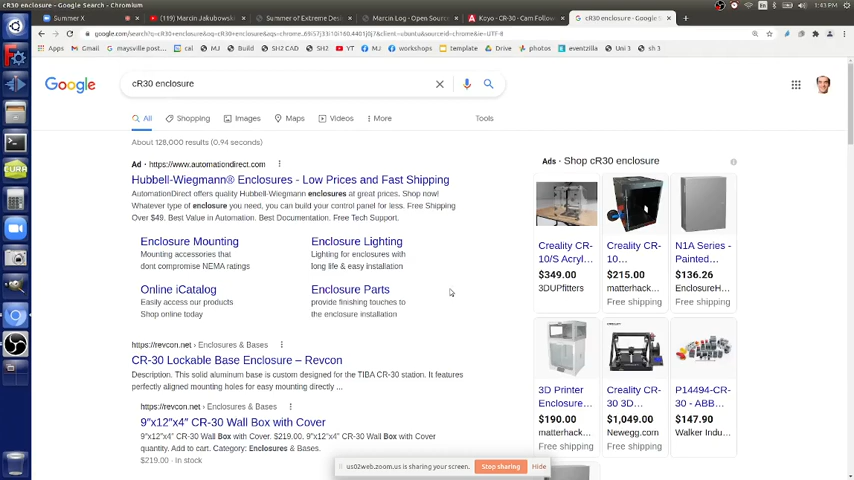 cR30 enclosure - Google Search - Chromium
1:43 PM
Summer X
(119) Marcin Jakubowsk
Summer of Extreme Desi
Marcin Log - Open Sourc
Koyo - CR-30 - Cam Follow
cR30 enclosure - Google S
google.com/search?q=cR30+enclosure&oq=cR30+enclosure&aqs=chrome..69i57j33i10i160.4401j0j7&client=ubuntu&sourceid=chrome&ie=UTF-8
Apps
Gmail
maysville post...
cal
MJ
Build
SH2 CAD
SH2
YT
MJ
BH
workshops
template
Driv
photos
eventzilla
Uni 3
sh 3
Google
cR30 enclosure
All
Shopping
Images
Maps
Videos
More
Tools
About 128,000 results (0.94 seconds)
Ad · https://www.automationdirect.com
Hubbell-Wiegmann® Enclosures - Low Prices and Fast Shipping
AutomationDirect offers quality Hubbell-Wiegmann enclosures at great prices. Shop now!
Whatever type of enclosure you need, you can build your control panel for less. Free Shipping
Over $49. Best Value in Automation. Best Documentation. Free Tech Support.
Enclosure Mounting
Mounting accessories that
dont compromise NEMA ratings
Enclosure Lighting
Lighting for enclosures with
long life & easy installation
Online iCatalog
Easily access our products
Shop online today
Enclosure Parts
provide finishing touches to
the enclosure installation
https://revcon.net › Enclosures & Bases
CR-30 Lockable Base Enclosure – Revcon
Description. This solid aluminum base is custom designed for the TIBA CR-30 station. It features
perfectly aligned mounting holes for easy mounting directly ...
https://revcon.net › Enclosures & Bases
9″x12″x4″ CR-30 Wall Box with Cover
9″x12″x4″ CR-30 Wall Box with Cover. $219.00. 9″x12″x4″ CR-30 Wall Box with Cover
quantity. Add to cart. Category: Enclosures & Bases.
$219.00 · In stock
Ads · Shop cR30 enclosure
Creality CR-
10/S Acryl...
$349.00
3DUPfitters
Creality CR-
10...
$215.00
matterhack...
Free shipping
N1A Series -
Painted...
$136.26
EnclosureH...
Free shipping
3D Printer
Enclosure...
$190.00
matterhack...
Free shipping
Creality CR-
30 3D...
$1,049.00
Newegg.com
Free shipping
P14494-CR-
30 - ABB...
$147.90
Walker Indu...
us02web.zoom.us is sharing your screen.
Stop sharing
Hide